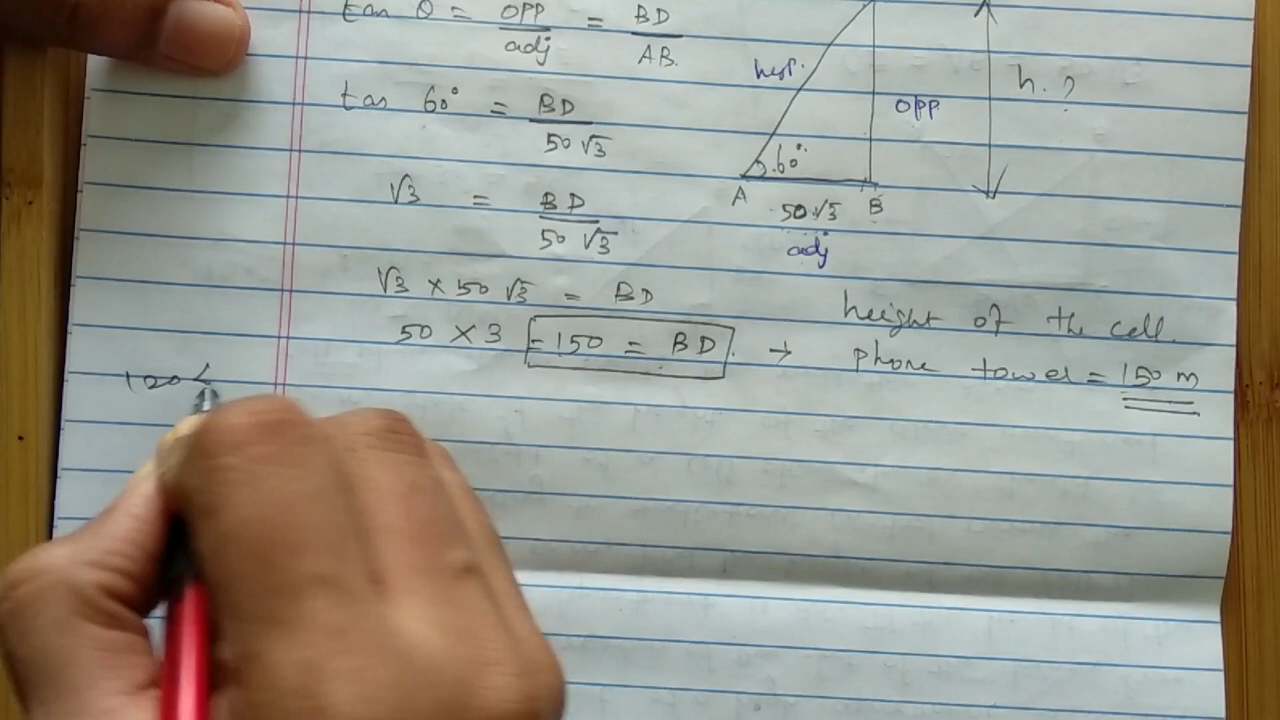 tan θ = opp/adj = BD/AB.
tan 60° = BD/50√3
√3 = BD/50√3
√3 × 50√3 = BD
50 × 3 = 150 = BD. → height of the cell phone tower = 150 m
100 <
hyp.
opp
h. ?
60°
A 50√3 B
adj